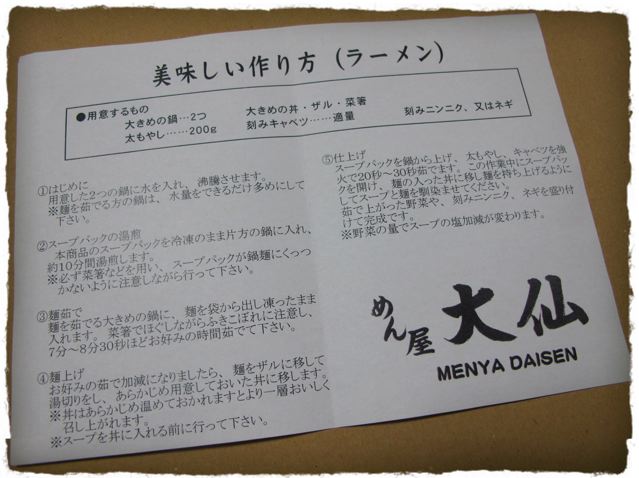 美味しい作り方（ラーメン）
●用意するもの
大きめの鍋…2つ 大きめの丼・ザル・菜箸 刻みニンニク、又はネギ
太もやし……200g 刻みキャベツ……適量
①はじめに
用意した2つの鍋に水を入れ、沸騰させます。
※麺を茹でる方の鍋は、水量をできるだけ多めにして
下さい。
②スープパックの湯煎
本商品のスープパックを冷凍のまま片方の鍋に入れ、
約10分間湯煎します。
※必ず菜箸などを用い、スープパックが鍋麺にくっつ
かないように注意しながら行って下さい。
③麺茹で
麺を茹でる大きめの鍋に、麺を袋から出し凍ったまま
入れます。菜箸でほぐしながらふきこぼれに注意し、
7分～8分30秒ほどお好みの時間茹でて下さい。
④麺上げ
お好みの茹で加減になりましたら、麺をザルに移して
湯切りをし、あらかじめ用意しておいた丼に移します。
※丼はあらかじめ温めておかれますとより一層おいしく
召し上がれます。
※スープを丼に入れる前に行って下さい。
⑤仕上げ
スープパックを鍋から上げ、太もやし、キャベツを強
火で20秒～30秒茹でます。この作業中にスープパッ
クを開け、麺の入った丼に移し麺を持ち上げるように
してスープと麺を馴染ませてください。
茹で上がった野菜や、刻みニンニク、ネギを盛り付
けて完成です。
※野菜の量でスープの塩加減が変わります。
めん屋 大仙
MENYA DAISEN